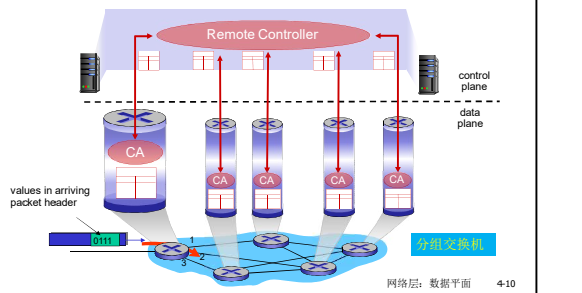 Remote Controller
control
plane
data
plane
CA
CA
CA
CA
CA
values in arriving
packet header
0111
1
2
3
分组交换机
网络层：数据平面 4-10